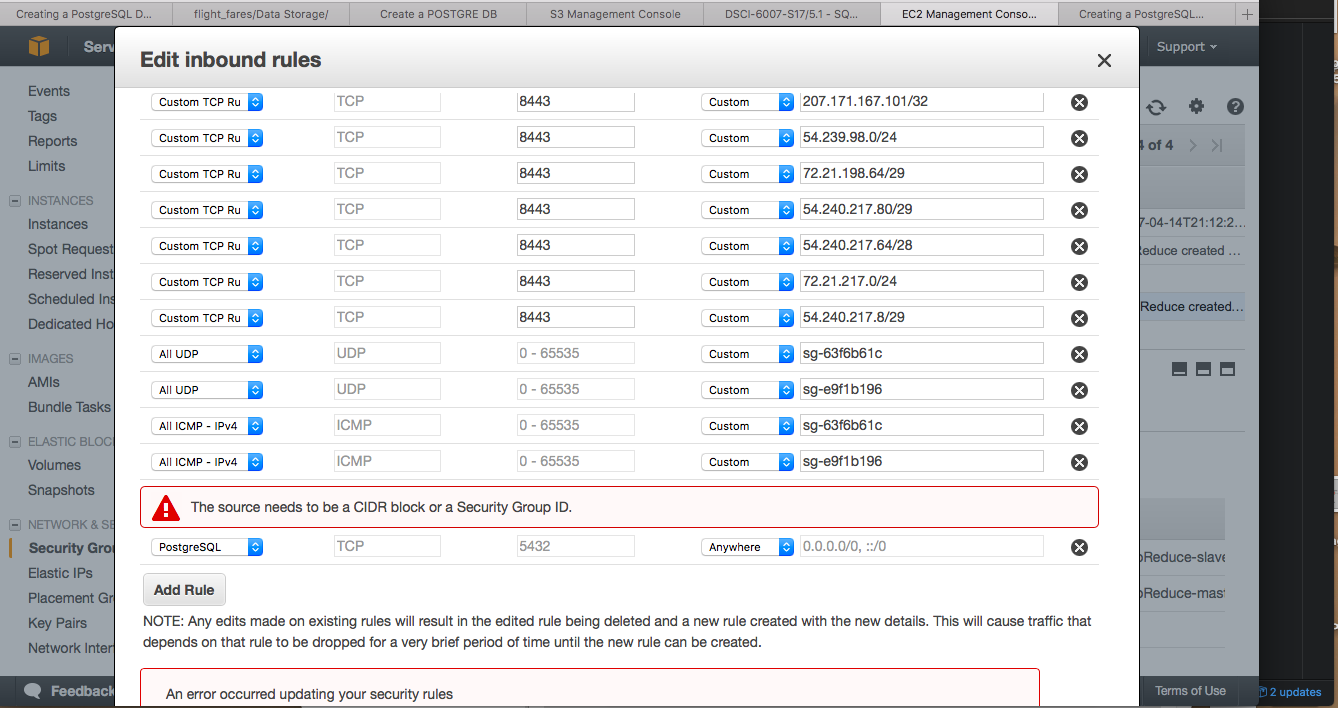 Creating a PostgreSQL D...
flight_fares/Data Storage/
Create a POSTGRE DB
S3 Management Console
DSCI-6007-S17/5.1 - SQ...
EC2 Management Conso...
Creating a PostgreSQL...
Serv
Support
Edit inbound rules
Events
Tags
Reports
Limits
INSTANCES
Instances
Spot Request
Reserved Inst
Scheduled Ins
Dedicated Ho
IMAGES
AMIs
Bundle Tasks
ELASTIC BLOC
Volumes
Snapshots
NETWORK & SE
Security Grou
Elastic IPs
Placement Gr
Key Pairs
Network Inter
Feedback
Custom TCP Ru TCP 8443 Custom 207.171.167.101/32
Custom TCP Ru TCP 8443 Custom 54.239.98.0/24
Custom TCP Ru TCP 8443 Custom 72.21.198.64/29
Custom TCP Ru TCP 8443 Custom 54.240.217.80/29
Custom TCP Ru TCP 8443 Custom 54.240.217.64/28
Custom TCP Ru TCP 8443 Custom 72.21.217.0/24
Custom TCP Ru TCP 8443 Custom 54.240.217.8/29
All UDP UDP 0 - 65535 Custom sg-63f6b61c
All UDP UDP 0 - 65535 Custom sg-e9f1b196
All ICMP - IPv4 ICMP 0 - 65535 Custom sg-63f6b61c
All ICMP - IPv4 ICMP 0 - 65535 Custom sg-e9f1b196
The source needs to be a CIDR block or a Security Group ID.
PostgreSQL TCP 5432 Anywhere 0.0.0.0/0, ::/0
Add Rule
NOTE: Any edits made on existing rules will result in the edited rule being deleted and a new rule created with the new details. This will cause traffic that
depends on that rule to be dropped for a very brief period of time until the new rule can be created.
An error occurred updating your security rules
4 of 4
7-04-14T21:12:2...
Reduce created ...
Reduce created...
oReduce-slave
oReduce-mast
Terms of Use
2 updates